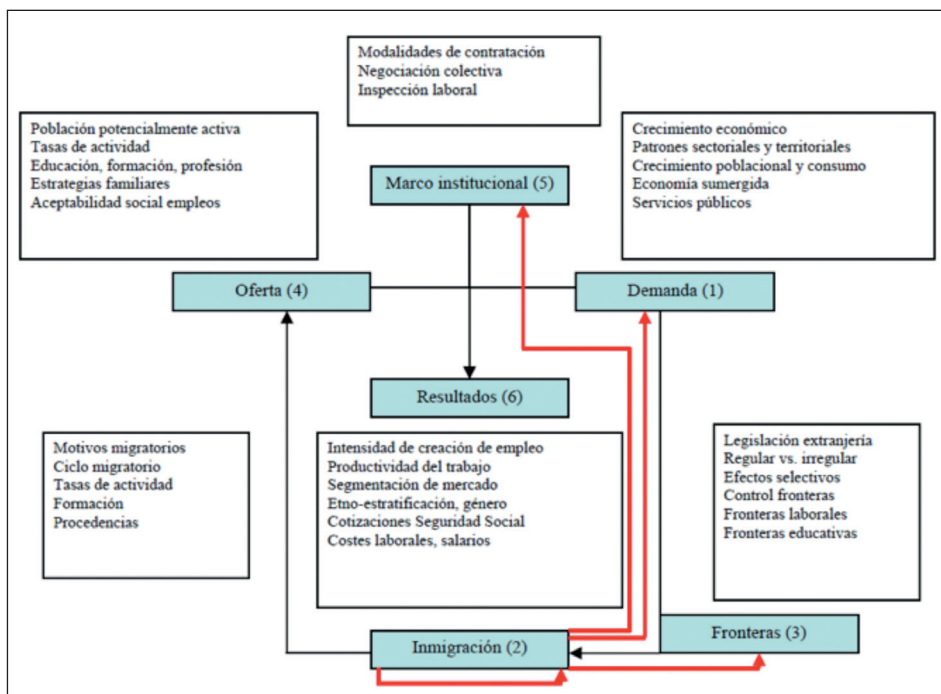 Modalidades de contratación
Negociación colectiva
Inspección laboral
Población potencialmente activa
Tasas de actividad
Educación, formación, profesión
Estrategias familiares
Aceptabilidad social empleos
Crecimiento económico
Patrones sectoriales y territoriales
Crecimiento poblacional y consumo
Economía sumergida
Servicios públicos
Marco institucional (5)
Oferta (4)
Demanda (1)
Resultados (6)
Motivos migratorios
Ciclo migratorio
Tasas de actividad
Formación
Procedencias
Intensidad de creación de empleo
Productividad del trabajo
Segmentación de mercado
Etno-estratificación, género
Cotizaciones Seguridad Social
Costes laborales, salarios
Legislación extranjería
Regular vs. irregular
Efectos selectivos
Control fronteras
Fronteras laborales
Fronteras educativas
Inmigración (2)
Fronteras (3)